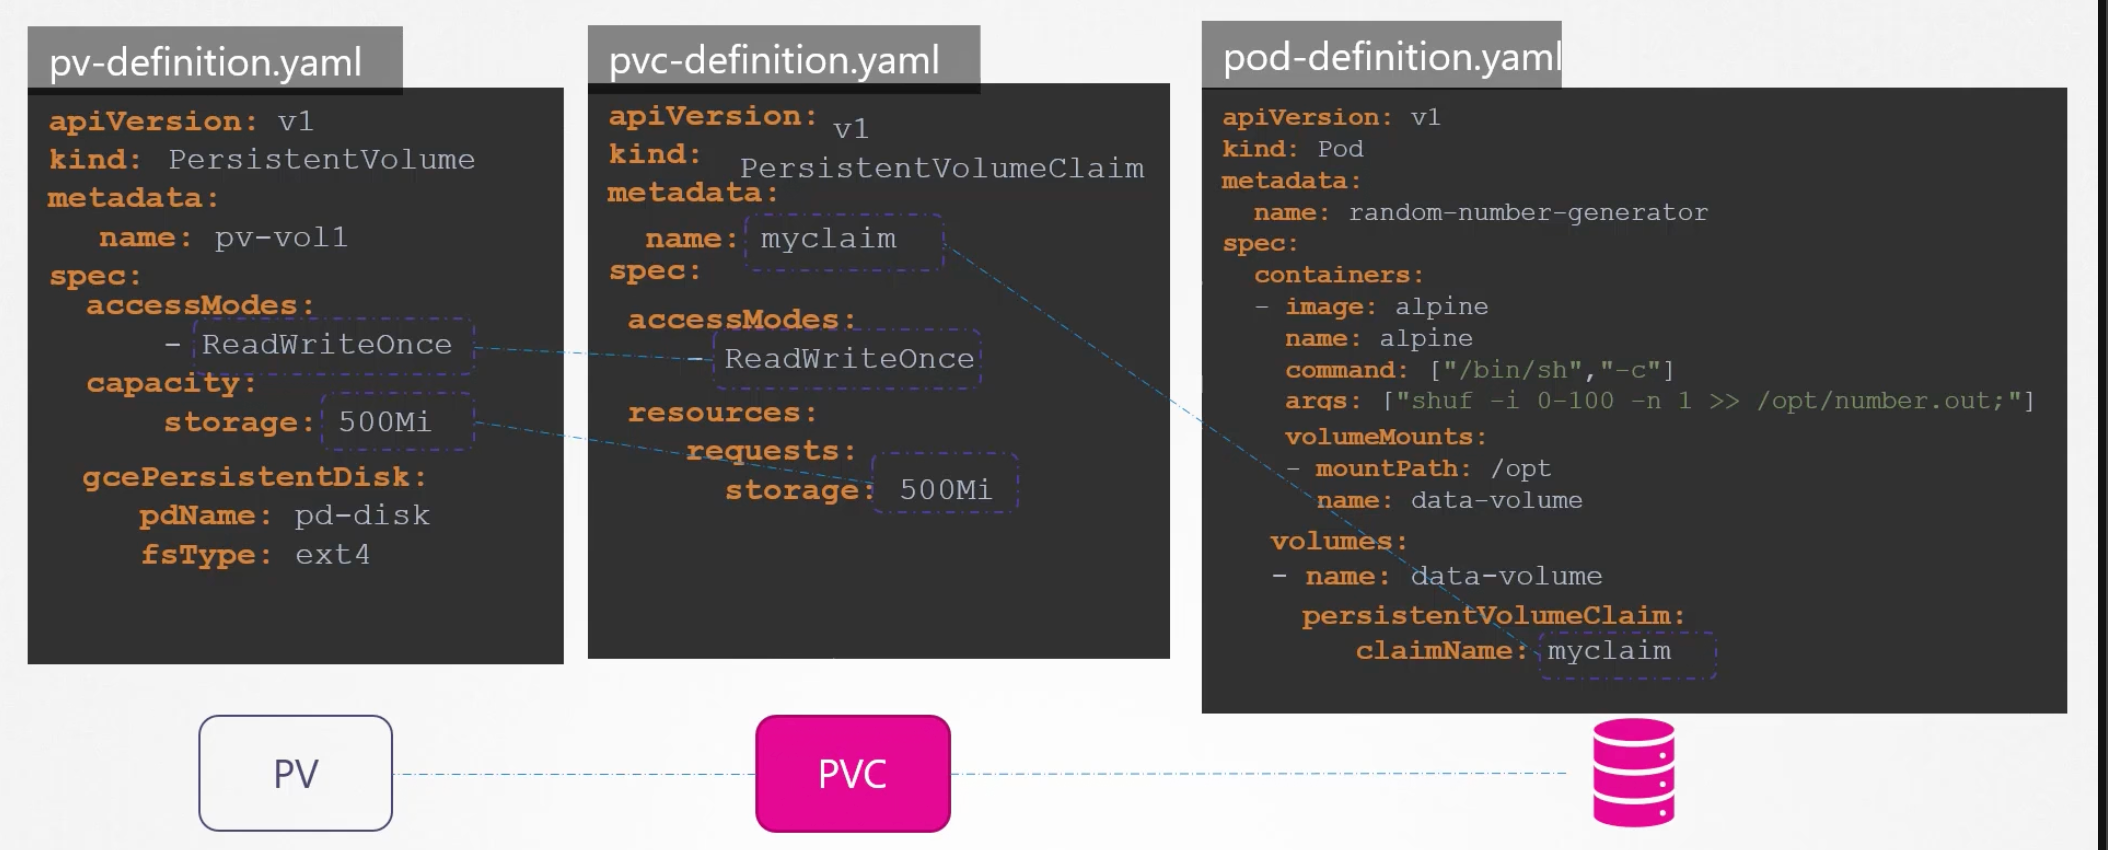 pv-definition.yaml
apiVersion: v1
kind: PersistentVolume
metadata:
name: pv-vol1
spec:
accessModes:
- ReadWriteOnce
capacity:
storage: 500Mi
gcePersistentDisk:
pdName: pd-disk
fsType: ext4
pvc-definition.yaml
apiVersion: v1
kind: PersistentVolumeClaim
metadata:
name: myclaim
spec:
accessModes:
- ReadWriteOnce
resources:
requests:
storage: 500Mi
pod-definition.yaml
apiVersion: v1
kind: Pod
metadata:
name: random-number-generator
spec:
containers:
- image: alpine
name: alpine
command: ["/bin/sh","-c"]
args: ["shuf -i 0-100 -n 1 >> /opt/number.out;"]
volumeMounts:
- mountPath: /opt
name: data-volume
volumes:
- name: data-volume
persistentVolumeClaim:
claimName: myclaim
PV
PVC